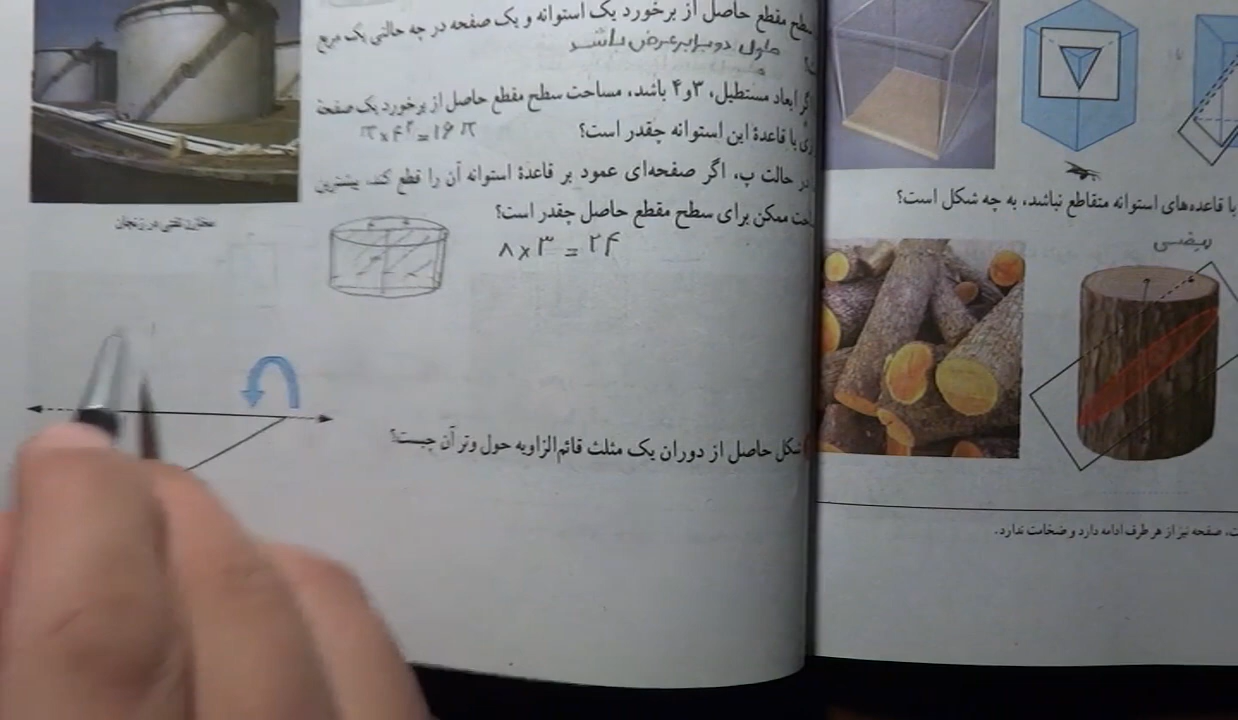 سطح مقطع حاصل از برخورد یک استوانه و یک صفحه در چه حالتی یک مربع
طول دو برابر عرض باشد
اگر ابعاد مستطیل، ۳ و ۴ باشد، مساحت سطح مقطع حاصل از برخورد یک صفحهٔ
با قاعدهٔ این استوانه چقدر است؟
π×۴²=۱۶π
در حالت پ، اگر صفحه‌ای عمود بر قاعدهٔ استوانه آن را قطع کند، بیشترین
ممکن برای سطح مقطع حاصل چقدر است؟
۸×۳=۲۴
مخازن نفتی در زنجان
شکل حاصل از دوران یک مثلث قائم‌الزاویه حول وتر آن چیست؟
با قاعده‌های استوانه متقاطع نباشد، به چه شکل است؟
بیضی
صفحه نیز از هر طرف ادامه دارد و ضخامت ندارد.